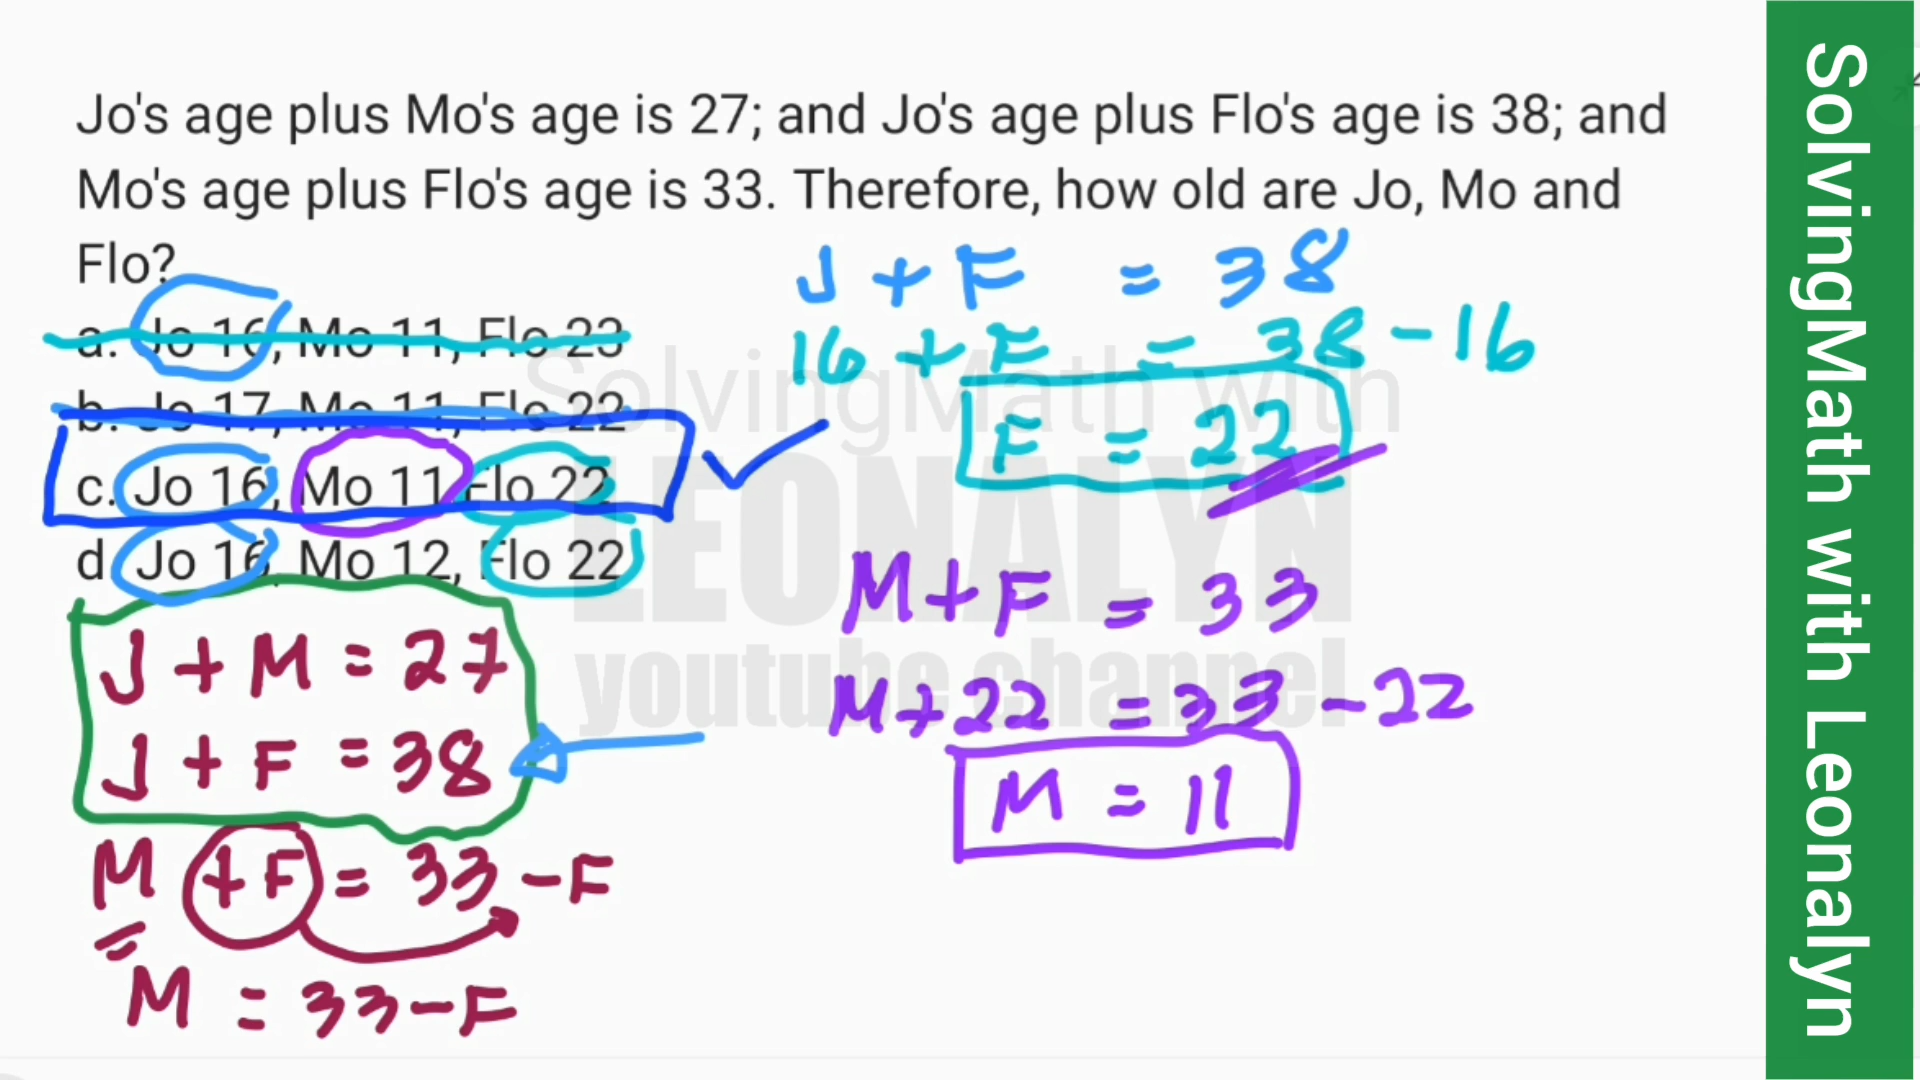 Jo's age plus Mo's age is 27; and Jo's age plus Flo's age is 38; and
Mo's age plus Flo's age is 33. Therefore, how old are Jo, Mo and
Flo?
a. Jo 16, Mo 11, Flo 23
b. Jo 17, Mo 11, Flo 22
c. Jo 16, Mo 11 Flo 22
d Jo 16, Mo 12, Flo 22
J + M = 27
J + F = 38
M + F = 33 - F
M = 33 - F
J + F = 38
16 + F = 38 - 16
F = 22
M + F = 33
M + 22 = 33 - 22
M = 11
SolvingMath with
LEONALYN
youtube channel
SolvingMath with Leonalyn